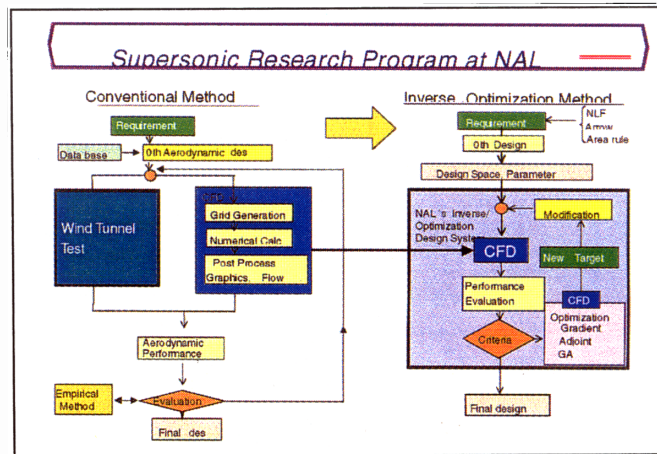 Supersonic Research Program at NAL
Conventional Method
Requirement
Data base
0th Aerodynamic des
Wind Tunnel
Test
Grid Generation
Numerical Calc
Post Process
Graphics, Flow
Aerodynamic
Performance
Empirical
Method
Evaluation
Final des
Inverse Optimization Method
Requirement
NLF
Arrow
Area rule
0th Design
Design Space, Parameter
NAL's Inverse/
Optimization
Design System
Modification
CFD
New Target
Performance
Evaluation
CFD
Optimization
Gradient
Adjoint
GA
Criteria
Final design